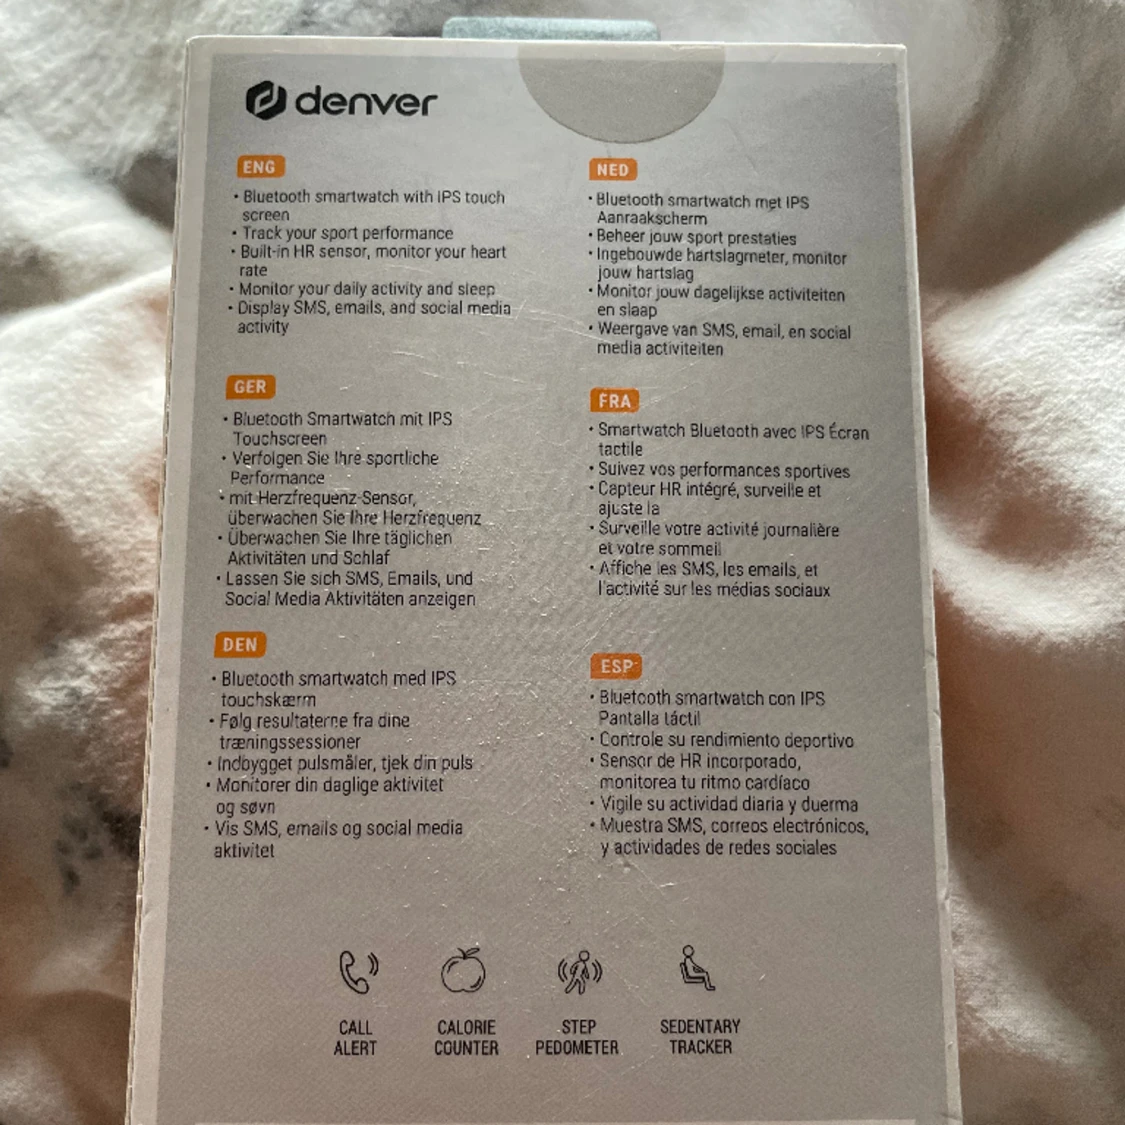 denver
ENG
• Bluetooth smartwatch with IPS touch
screen
• Track your sport performance
• Built-in HR sensor, monitor your heart
rate
• Monitor your daily activity and sleep
• Display SMS, emails, and social media
activity
NED
• Bluetooth smartwatch met IPS
Aanraakscherm
• Beheer jouw sport prestaties
• Ingebouwde hartslagmeter, monitor
jouw hartslag
• Monitor jouw dagelijkse activiteiten
en slaap
• Weergave van SMS, email, en social
media activiteiten
GER
• Bluetooth Smartwatch mit IPS
Touchscreen
• Verfolgen Sie Ihre sportliche
Performance
• mit Herzfrequenz-Sensor,
überwachen Sie Ihre Herzfrequenz
• Überwachen Sie Ihre täglichen
Aktivitäten und Schlaf
• Lassen Sie sich SMS, Emails, und
Social Media Aktivitäten anzeigen
FRA
• Smartwatch Bluetooth avec IPS Écran
tactile
• Suivez vos performances sportives
• Capteur HR intégré, surveille et
ajuste la
• Surveille votre activité journalière
et votre sommeil
• Affiche les SMS, les emails, et
l'activité sur les médias sociaux
DEN
• Bluetooth smartwatch med IPS
touchskærm
• Følg resultaterne fra dine
træningssessioner
• Indbygget pulsmåler, tjek din puls
• Monitorer din daglige aktivitet
og søvn
• Vis SMS, emails og social media
aktivitet
ESP
• Bluetooth smartwatch con IPS
Pantalla táctil
• Controle su rendimiento deportivo
• Sensor de HR incorporado,
monitorea tu ritmo cardíaco
• Vigile su actividad diaria y duerma
• Muestra SMS, correos electrónicos,
y actividades de redes sociales
CALL
ALERT
CALORIE
COUNTER
STEP
PEDOMETER
SEDENTARY
TRACKER